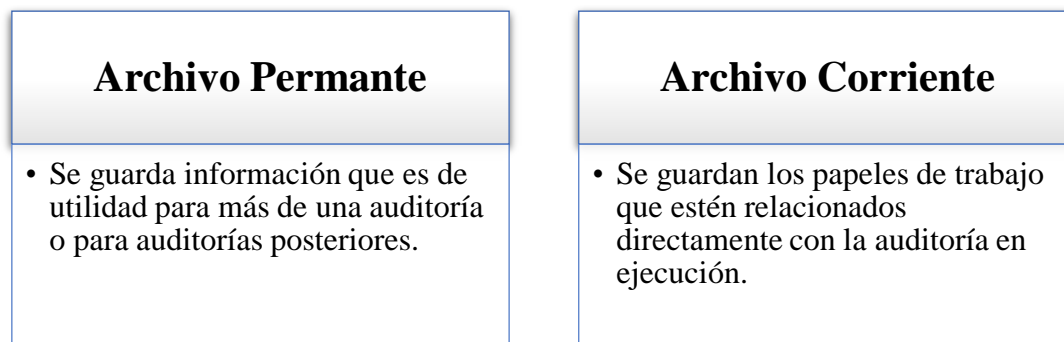 Archivo Permante
• Se guarda información que es de
utilidad para más de una auditoría
o para auditorías posteriores.
Archivo Corriente
• Se guardan los papeles de trabajo
que estén relacionados
directamente con la auditoría en
ejecución.